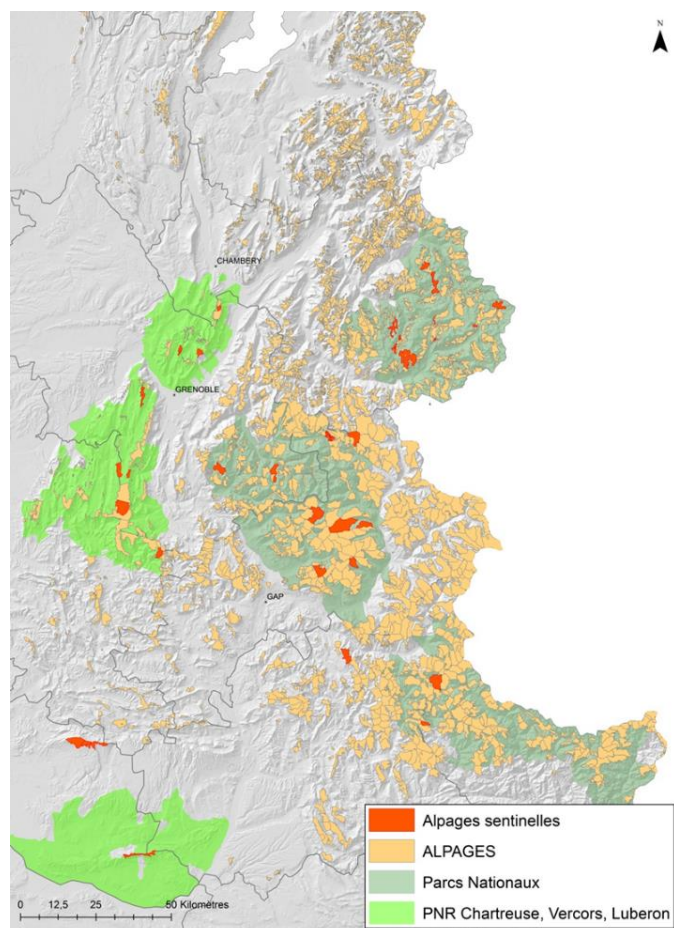 N
CHAMBERY
GRENOBLE
GAP
Alpages sentinelles
ALPAGES
Parcs Nationaux
PNR Chartreuse, Vercors, Luberon
0 12,5 25 50 Kilomètres